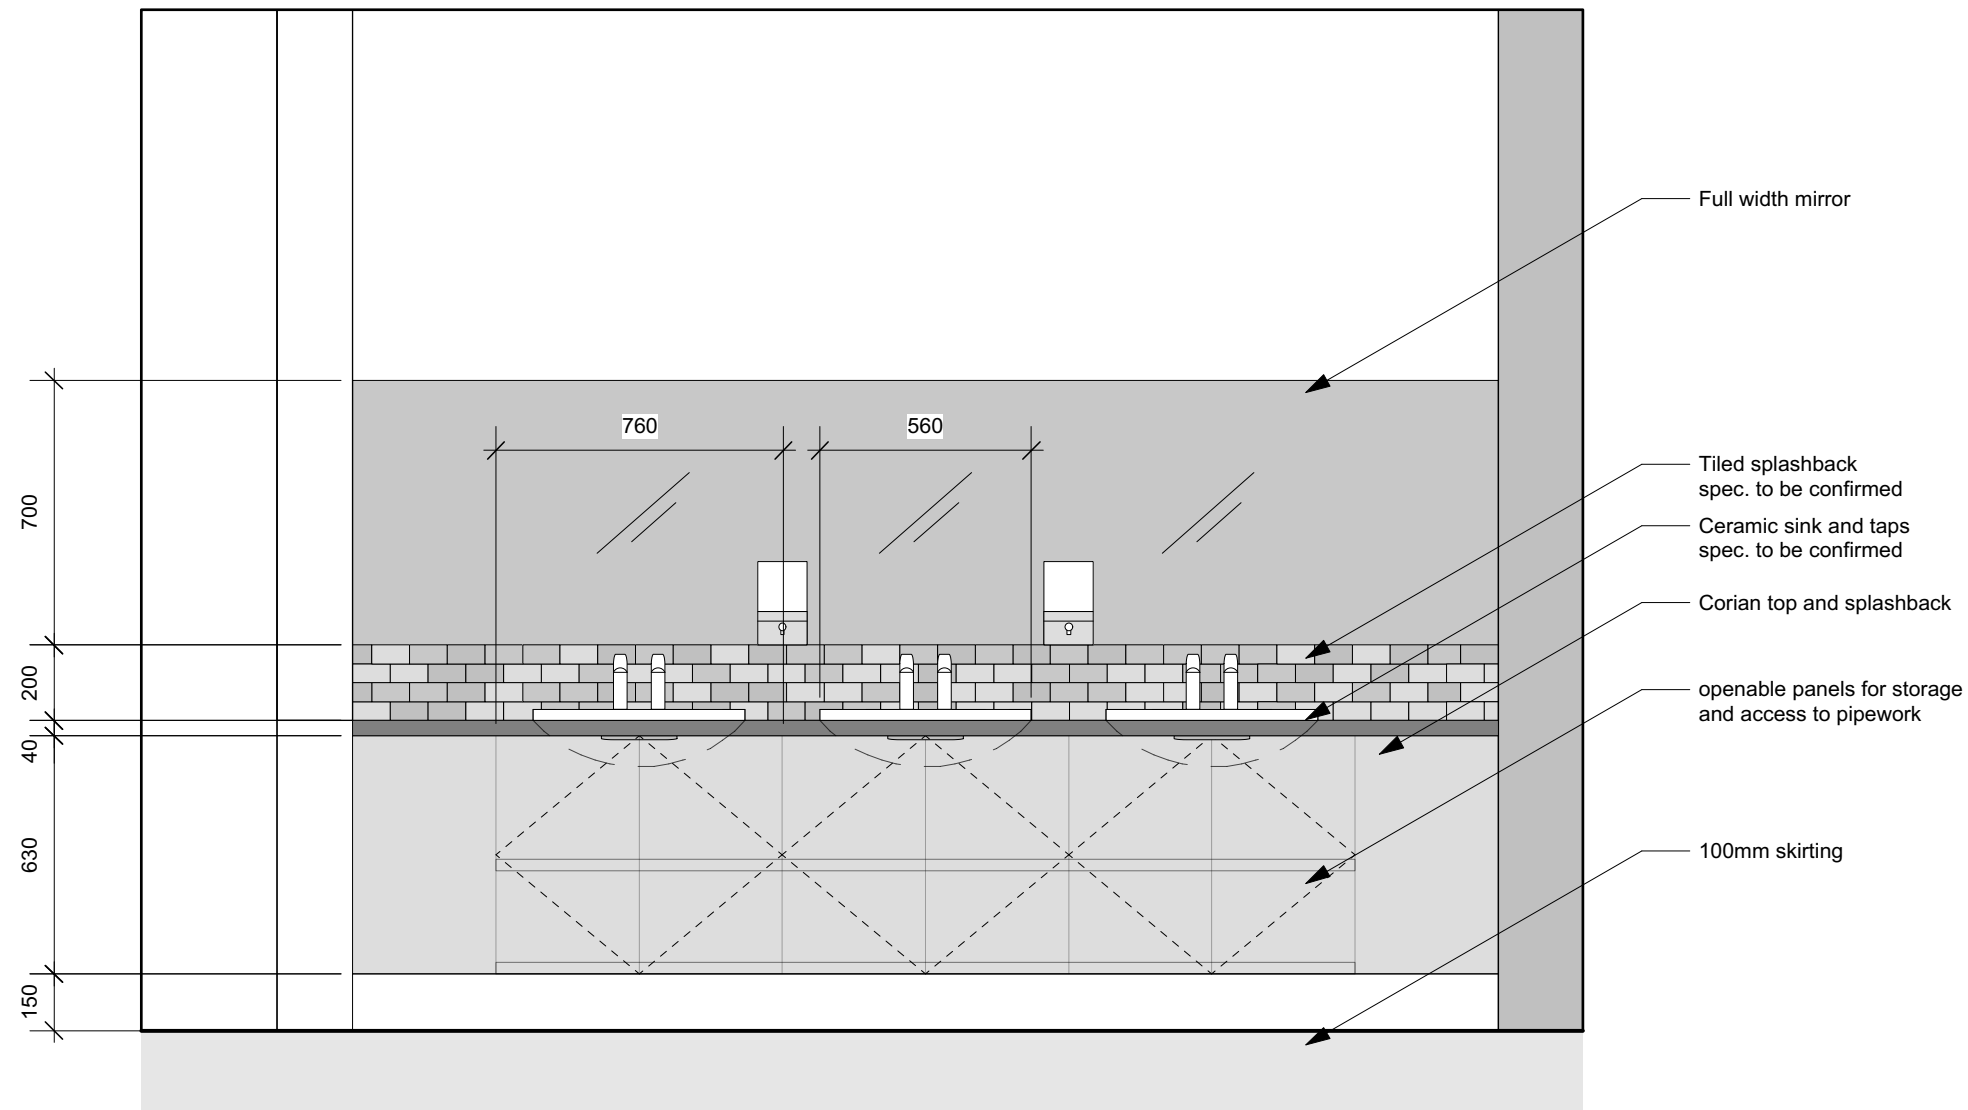 Full width mirror
760
560
Tiled splashback
spec. to be confirmed
Ceramic sink and taps
spec. to be confirmed
Corian top and splashback
openable panels for storage
and access to pipework
100mm skirting
700
200
40
630
150